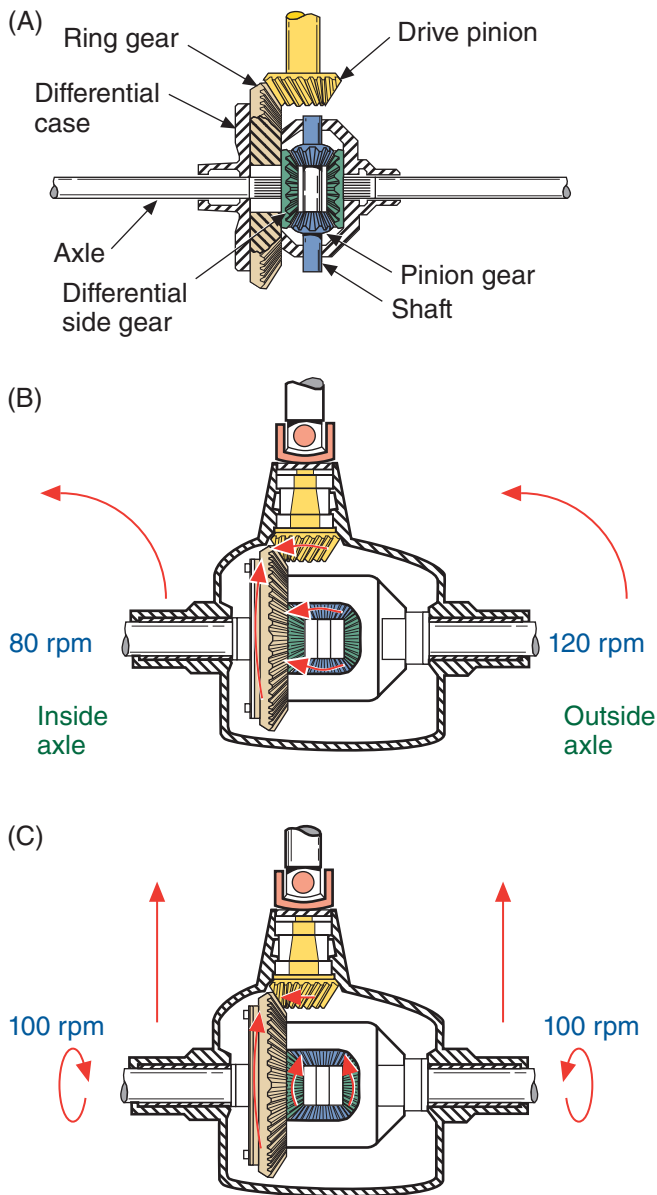 (A)
Ring gear
Drive pinion
Differential
case
Axle
Differential
side gear
Pinion gear
Shaft
(B)
80 rpm
120 rpm
Inside
axle
Outside
axle
(C)
100 rpm
100 rpm